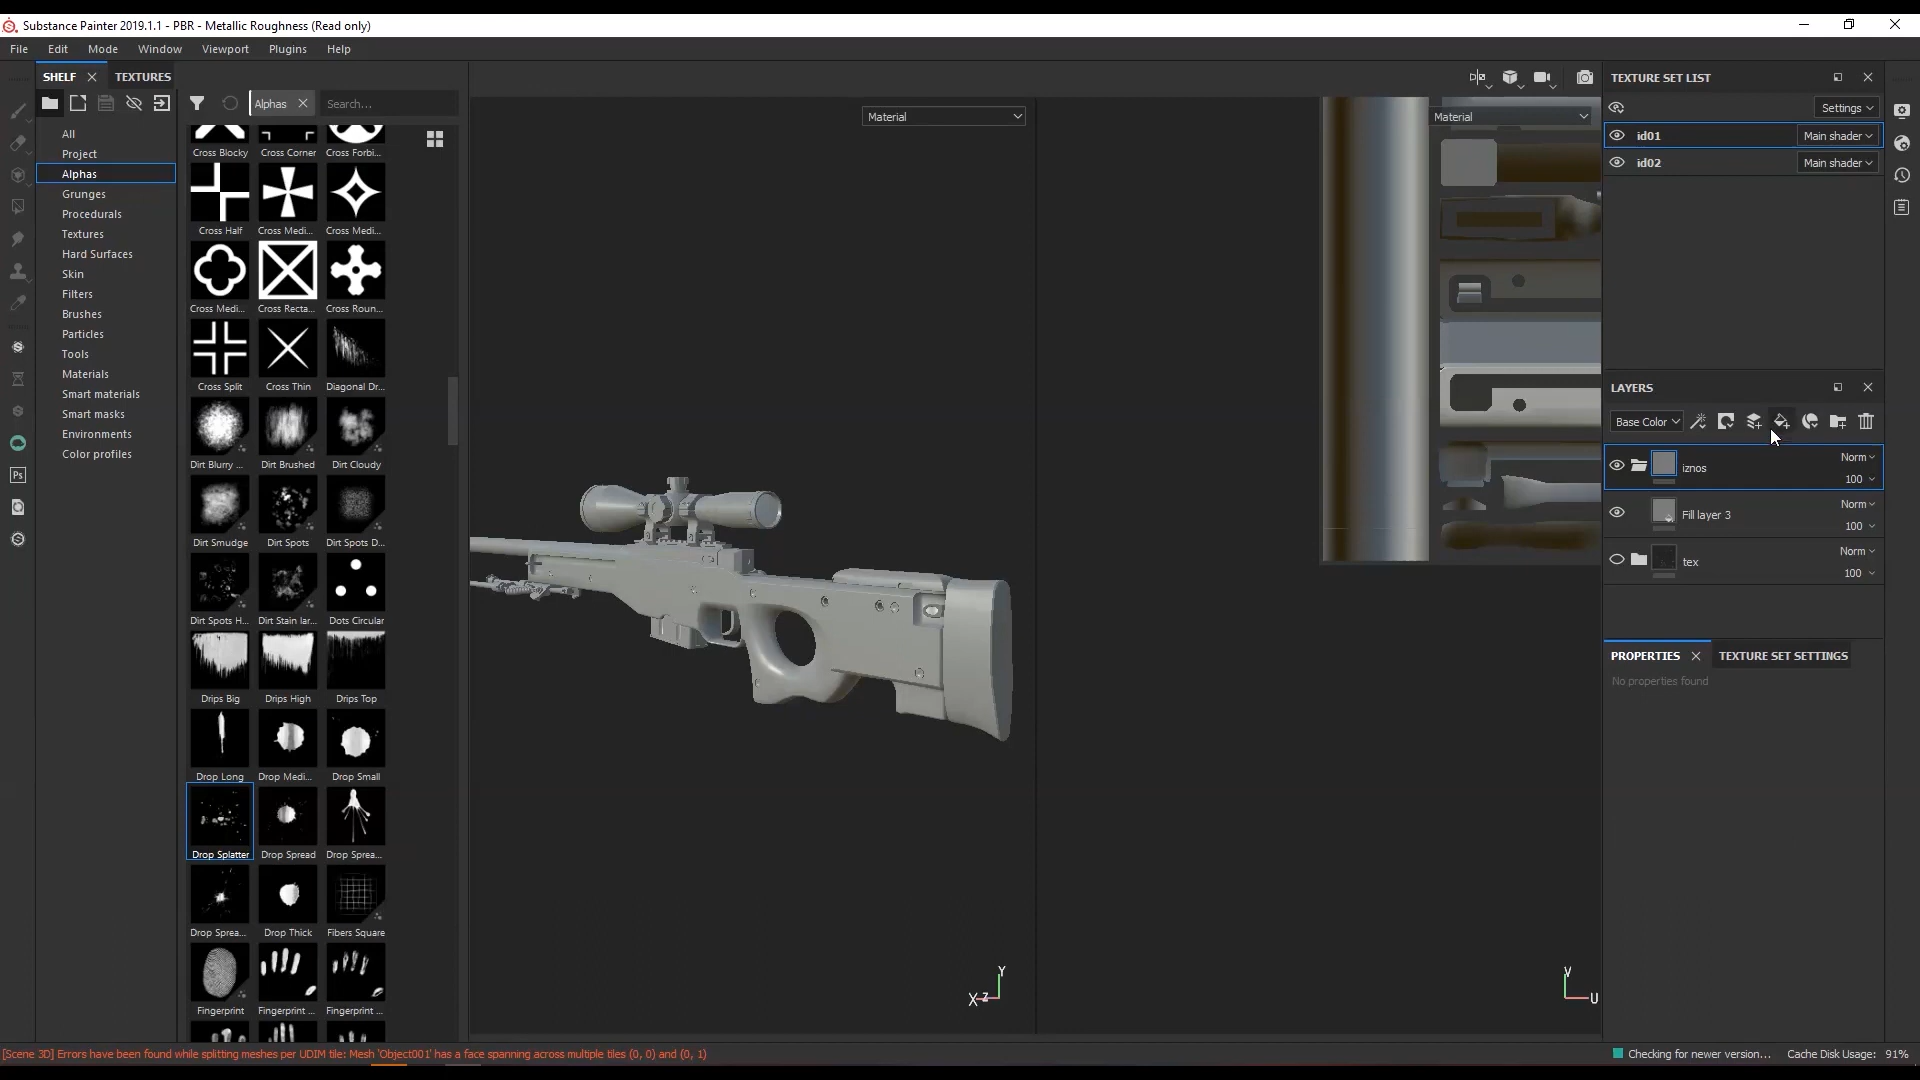 Substance Painter 2019.1.1 - PBR - Metallic Roughness (Read only)
File Edit Mode Window Viewport Plugins Help
SHELF TEXTURES
Alphas Search...
All
Project
Alphas
Grunges
Procedurals
Textures
Hard Surfaces
Skin
Filters
Brushes
Particles
Tools
Materials
Smart materials
Smart masks
Environments
Color profiles
Cross Blocky Cross Corner Cross Forbi...
Cross Half Cross Medi... Cross Medi...
Cross Medi... Cross Recta... Cross Roun...
Cross Split Cross Thin Diagonal Dr...
Dirt Blurry ... Dirt Brushed Dirt Cloudy
Dirt Smudge Dirt Spots Dirt Spots D...
Dirt Spots H... Dirt Stain lar... Dots Circular
Drips Big Drips High Drips Top
Drop Long Drop Medi... Drop Small
Drop Splatter Drop Spread Drop Sprea...
Drop Sprea... Drop Thick Fibers Square
Fingerprint Fingerprint ... Fingerprint ...
Material
Material
Y
X Z
V
U
TEXTURE SET LIST
Settings
id01 Main shader
id02 Main shader
LAYERS
Base Color
iznos Norm
100
Fill layer 3 Norm
100
tex Norm
100
PROPERTIES TEXTURE SET SETTINGS
No properties found
Ps
[Scene 3D] Errors have been found while splitting meshes per UDIM tile: Mesh 'Object001' has a face spanning across multiple tiles (0, 0) and (0, 1)
Checking for newer version... Cache Disk Usage: 91%